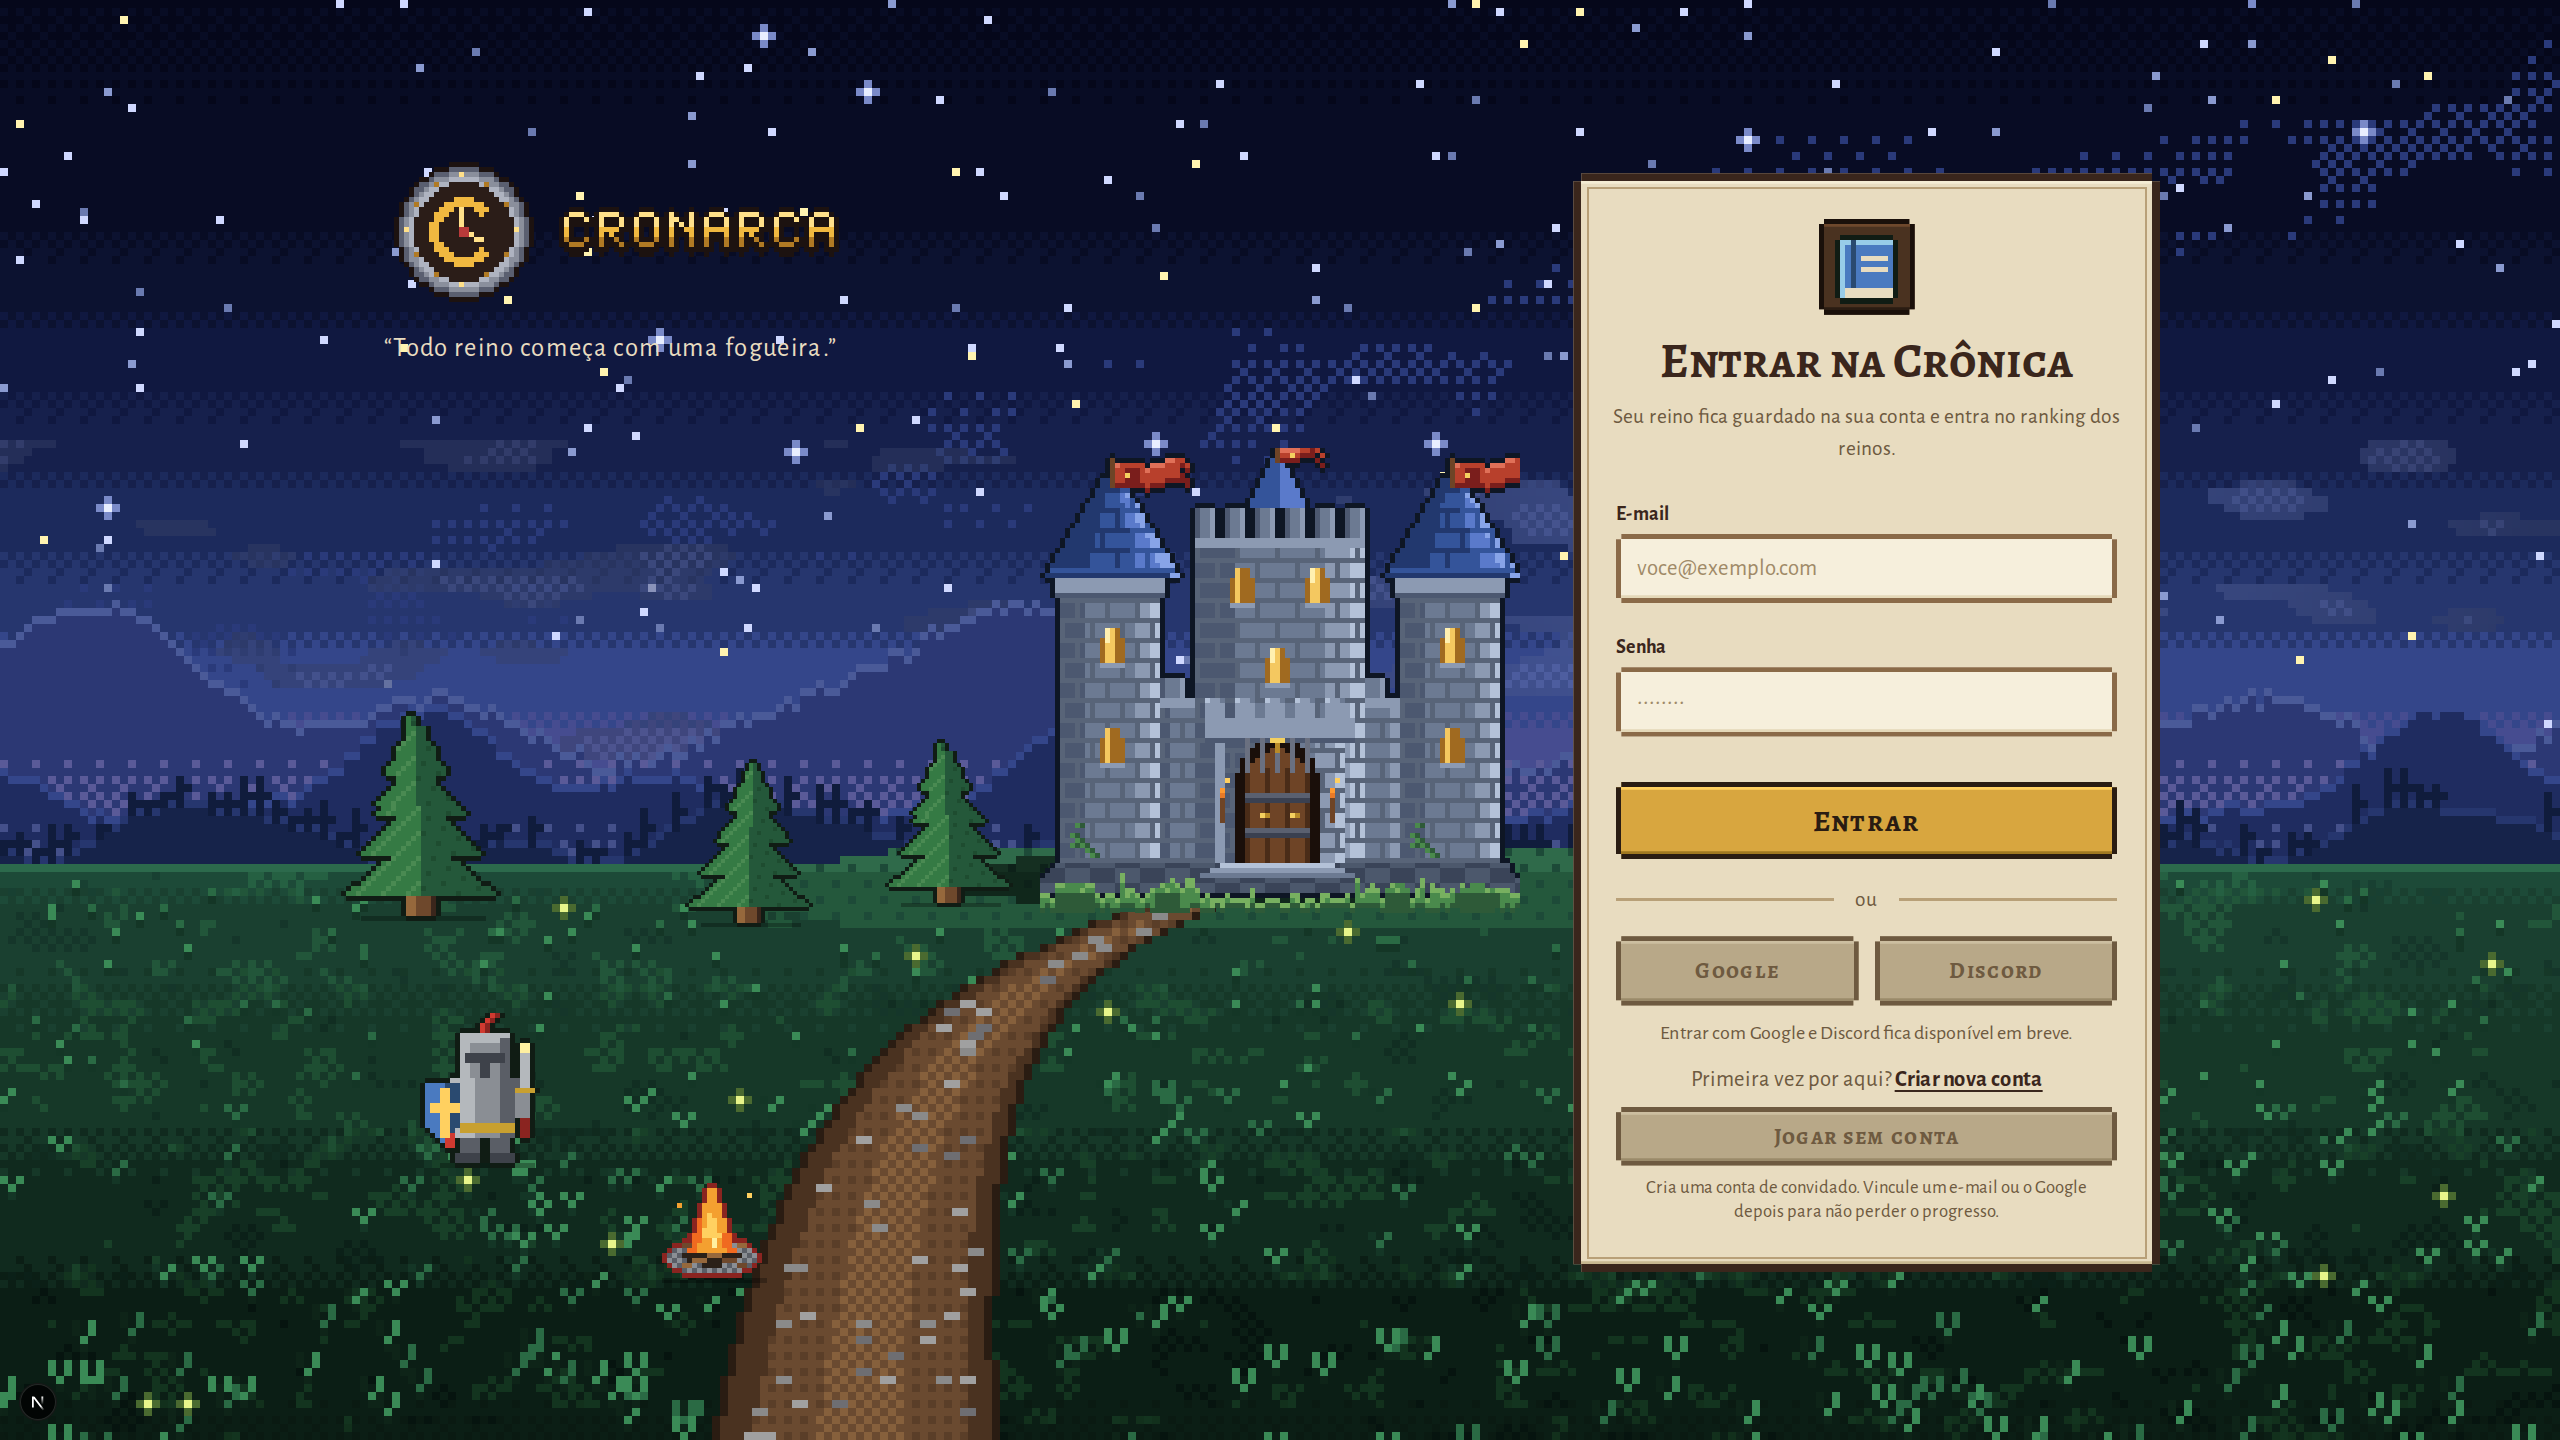 CRONARCA
“Todo reino começa com uma fogueira.”
Entrar na Crônica
Seu reino fica guardado na sua conta e entra no ranking dos
reinos.
E-mail
voce@exemplo.com
Senha
........
Entrar
ou
Google
Discord
Entrar com Google e Discord fica disponível em breve.
Primeira vez por aqui? Criar nova conta
Jogar sem conta
Cria uma conta de convidado. Vincule um e-mail ou o Google
depois para não perder o progresso.
N